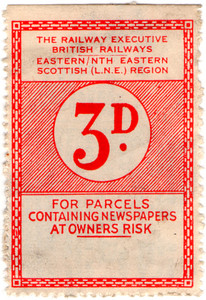 THE RAILWAY EXECUTIVE
BRITISH RAILWAYS
EASTERN/NTH EASTERN
SCOTTISH (L.N.E.) REGION
3D.
FOR PARCELS
CONTAINING NEWSPAPERS
AT OWNERS RISK